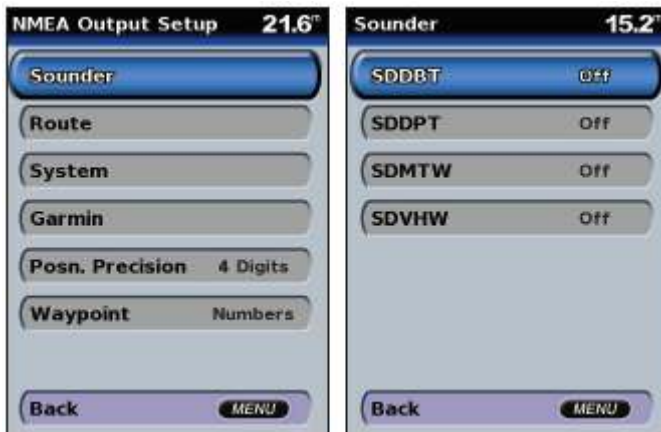 NMEA Output Setup 21.6m
Sounder
Route
System
Garmin
Posn. Precision 4 Digits
Waypoint Numbers
Back MENU
Sounder 15.2
SDDBT Off
SDDPT Off
SDMTW Off
SDVHW Off
Back MENU